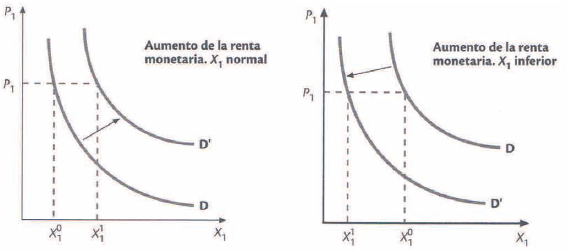 P₁
Aumento de la renta
monetaria. X₁ normal
P₁
D'
D
X₁⁰
X₁¹
X₁
P₁
Aumento de la renta
monetaria. X₁ inferior
P₁
D
D'
X₁¹
X₁⁰
X₁